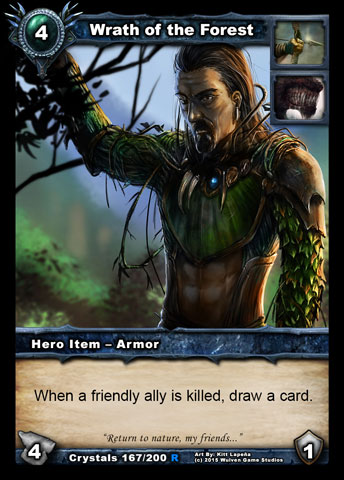 4
Wrath of the Forest
Hero Item – Armor
When a friendly ally is killed, draw a card.
"Return to nature, my friends..."
4
Crystals 167/200 R
Art By: Kitt Lapeña
(c) 2015 Wulven Game Studios
1